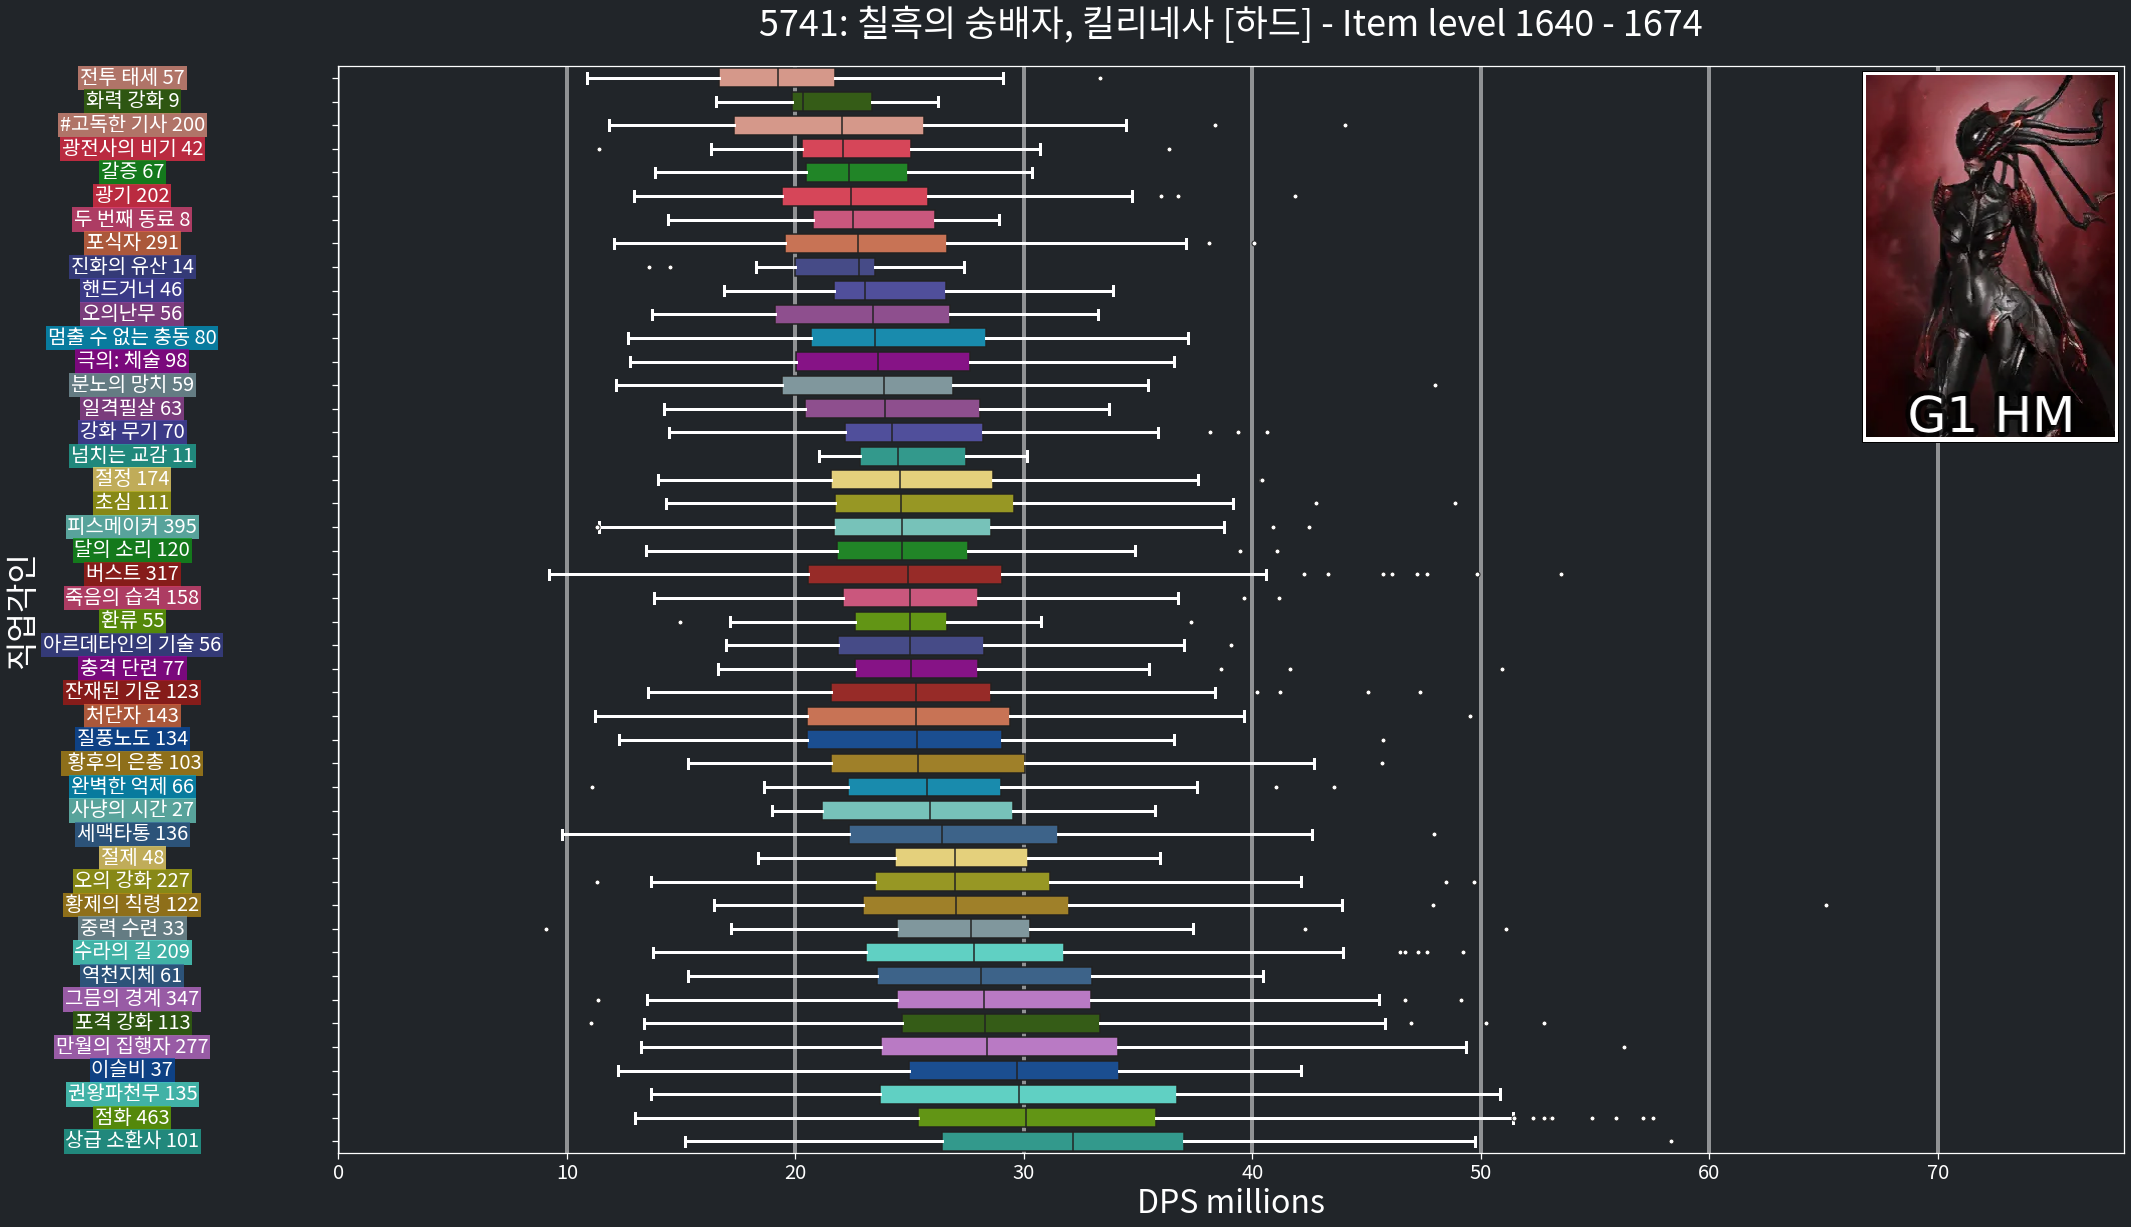 5741: 칠흑의 숭배자, 킬리네사 [하드] - Item level 1640 - 1674
직업각인
전투 태세 57
화력 강화 9
#고독한 기사 200
광전사의 비기 42
갈증 67
광기 202
두 번째 동료 8
포식자 291
진화의 유산 14
핸드거너 46
오의난무 56
멈출 수 없는 충동 80
극의: 체술 98
분노의 망치 59
일격필살 63
강화 무기 70
넘치는 교감 11
절정 174
초심 111
피스메이커 395
달의 소리 120
버스트 317
죽음의 습격 158
환류 55
아르데타인의 기술 56
충격 단련 77
잔재된 기운 123
처단자 143
질풍노도 134
황후의 은총 103
완벽한 억제 66
사냥의 시간 27
세맥타통 136
절제 48
오의 강화 227
황제의 칙령 122
중력 수련 33
수라의 길 209
역천지체 61
그믐의 경계 347
포격 강화 113
만월의 집행자 277
이슬비 37
권왕파천무 135
점화 463
상급 소환사 101
G1 HM
0 10 20 30 40 50 60 70
DPS millions